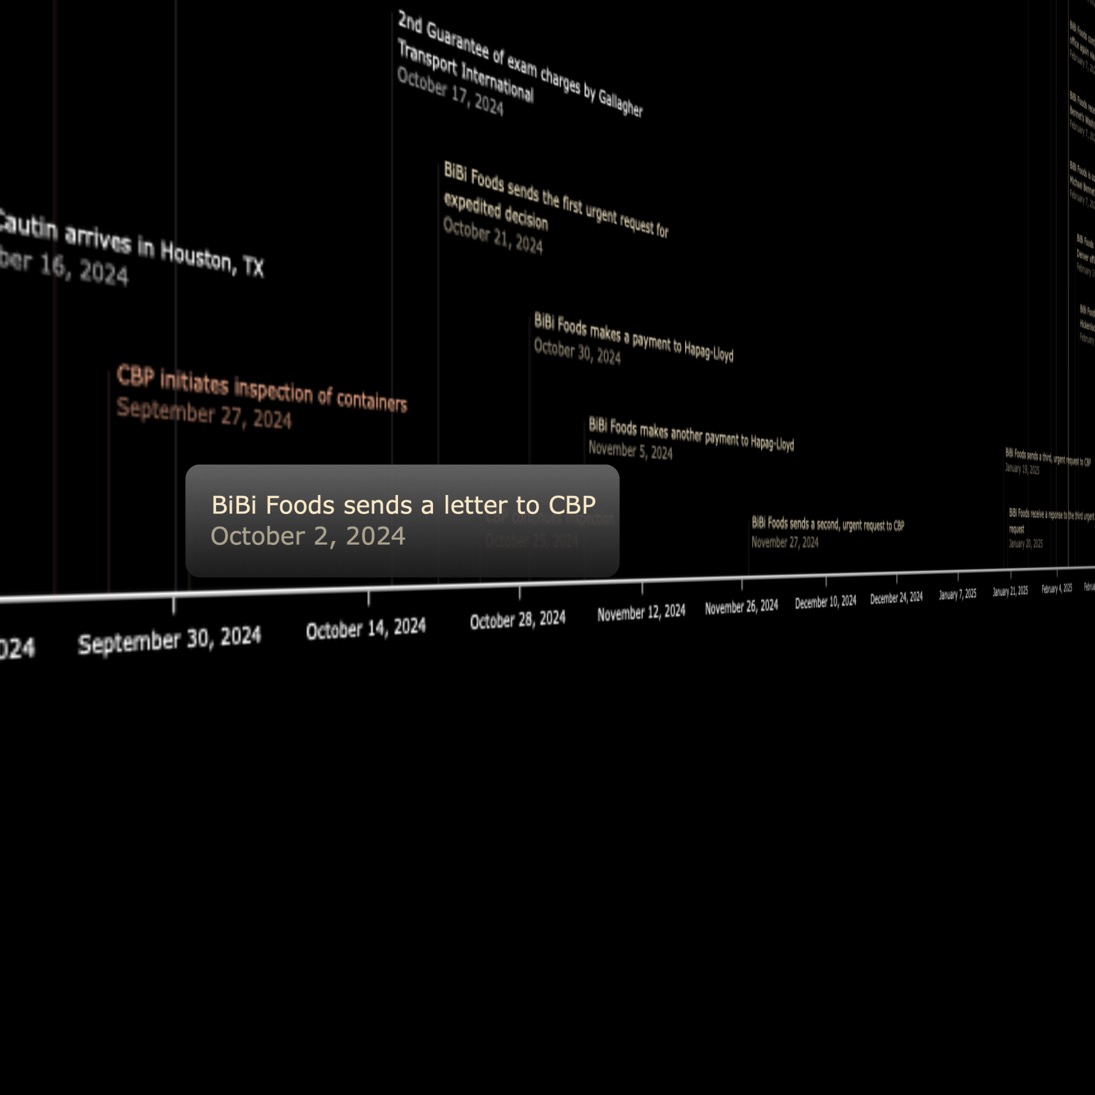 2nd Guarantee of exam charges by Gallagher
Transport International
October 17, 2024
BiBi Foods sends the first urgent request for
expedited decision
October 21, 2024
Cautin arrives in Houston, TX
16, 2024
BiBi Foods makes a payment to Hapag-Lloyd
October 30, 2024
CBP initiates inspection of containers
September 27, 2024
BiBi Foods makes another payment to Hapag-Lloyd
November 5, 2024
BiBi Foods sends a third, urgent request to CBP
January 19, 2025
BiBi Foods sends a letter to CBP
October 2, 2024
October 25, 2024
BiBi Foods sends a second, urgent request to CBP
November 27, 2024
BiBi Foods receive a reponse to the third urgent
request
January 20, 2025
024
September 30, 2024
October 14, 2024
October 28, 2024
November 12, 2024
November 26, 2024
December 10, 2024
December 24, 2024
January 7, 2025
January 21, 2025
February 4, 2025